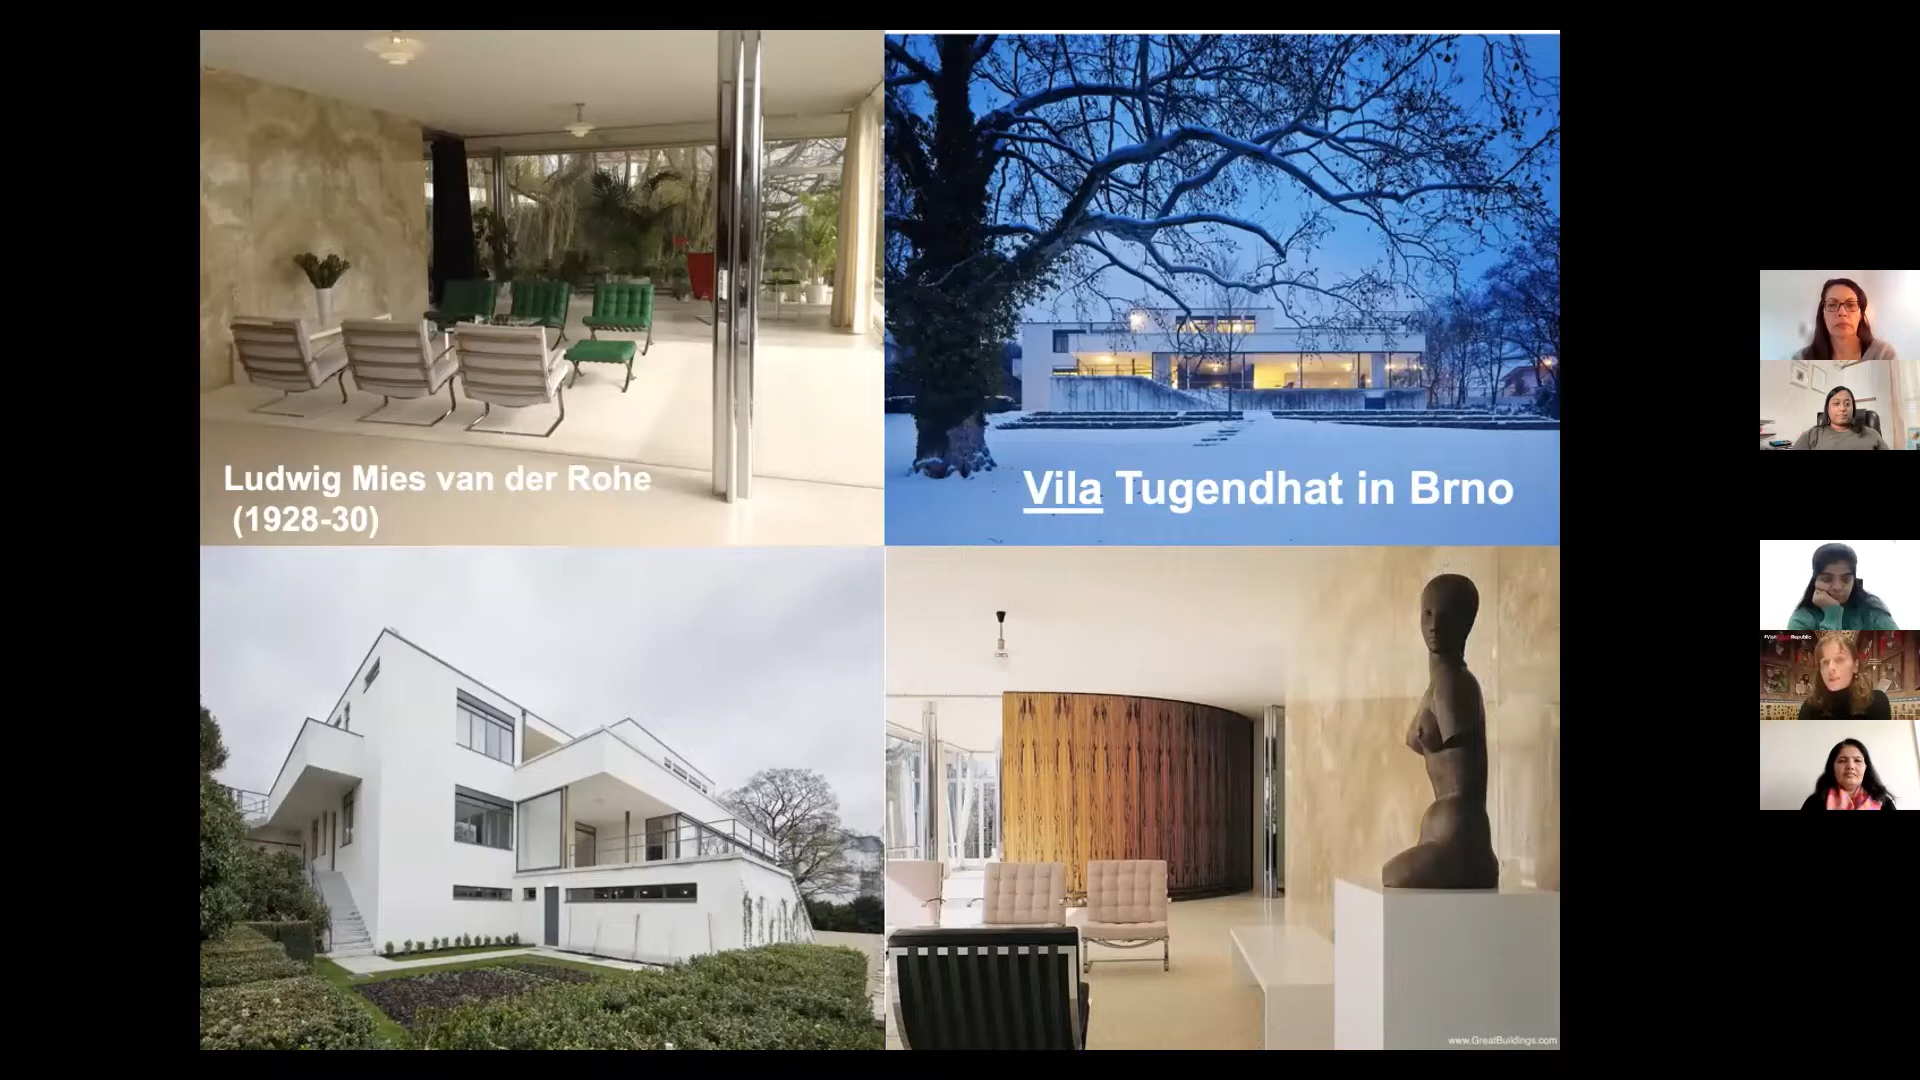 Ludwig Mies van der Rohe
(1928-30)
Vila Tugendhat in Brno
www.GreatBuildings.com